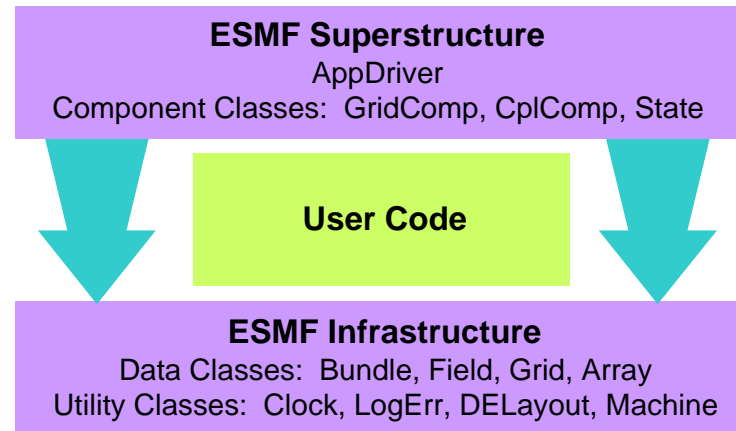 ESMF Superstructure
AppDriver
Component Classes: GridComp, CplComp, State
User Code
ESMF Infrastructure
Data Classes: Bundle, Field, Grid, Array
Utility Classes: Clock, LogErr, DELayout, Machine